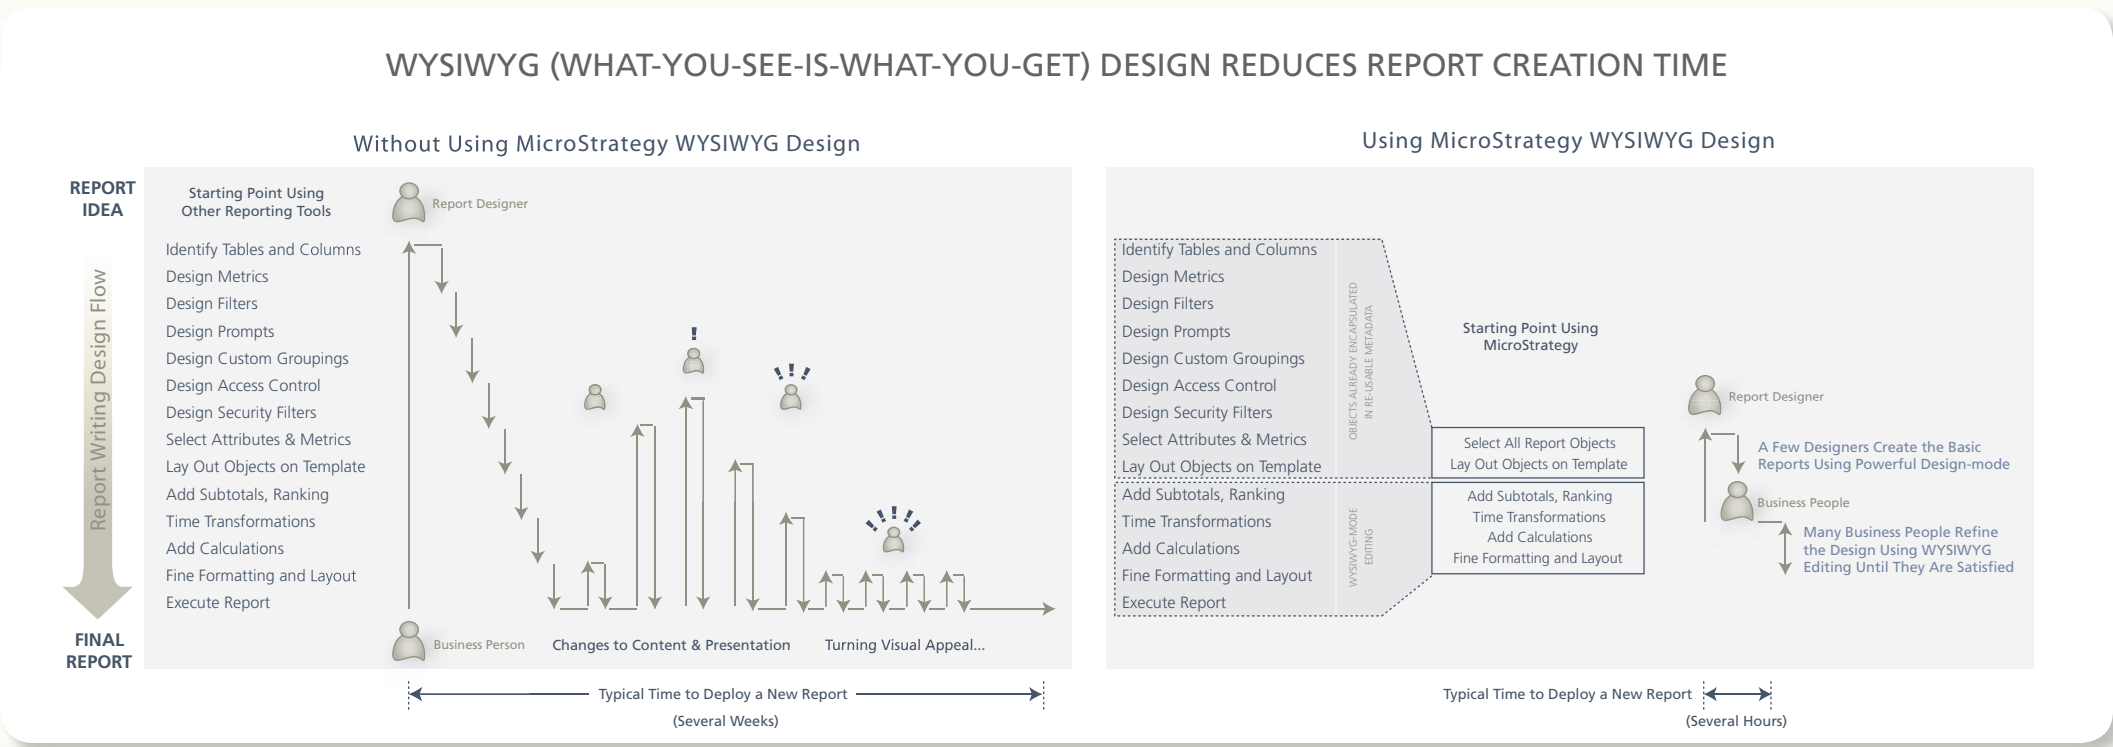 WYSIWYG (WHAT-YOU-SEE-IS-WHAT-YOU-GET) DESIGN REDUCES REPORT CREATION TIME
Without Using MicroStrategy WYSIWYG Design
REPORT
IDEA
Report Writing Design Flow
FINAL
REPORT
Starting Point Using
Other Reporting Tools
Report Designer
Identify Tables and Columns
Design Metrics
Design Filters
Design Prompts
Design Custom Groupings
Design Access Control
Design Security Filters
Select Attributes & Metrics
Lay Out Objects on Template
Add Subtotals, Ranking
Time Transformations
Add Calculations
Fine Formatting and Layout
Execute Report
!
! ! !
! ! ! ! !
Business Person
Changes to Content & Presentation
Turning Visual Appeal...
Typical Time to Deploy a New Report
(Several Weeks)
Using MicroStrategy WYSIWYG Design
Identify Tables and Columns
Design Metrics
Design Filters
Design Prompts
Design Custom Groupings
Design Access Control
Design Security Filters
Select Attributes & Metrics
Lay Out Objects on Template
Add Subtotals, Ranking
Time Transformations
Add Calculations
Fine Formatting and Layout
Execute Report
OBJECTS ALREADY ENCAPSULATED
IN RE-USABLE METADATA
WYSIWYG-MODE
EDITING
Starting Point Using
MicroStrategy
Select All Report Objects
Lay Out Objects on Template
Add Subtotals, Ranking
Time Transformations
Add Calculations
Fine Formatting and Layout
Report Designer
A Few Designers Create the Basic
Reports Using Powerful Design-mode
Business People
Many Business People Refine
the Design Using WYSIWYG
Editing Until They Are Satisfied
Typical Time to Deploy a New Report
(Several Hours)